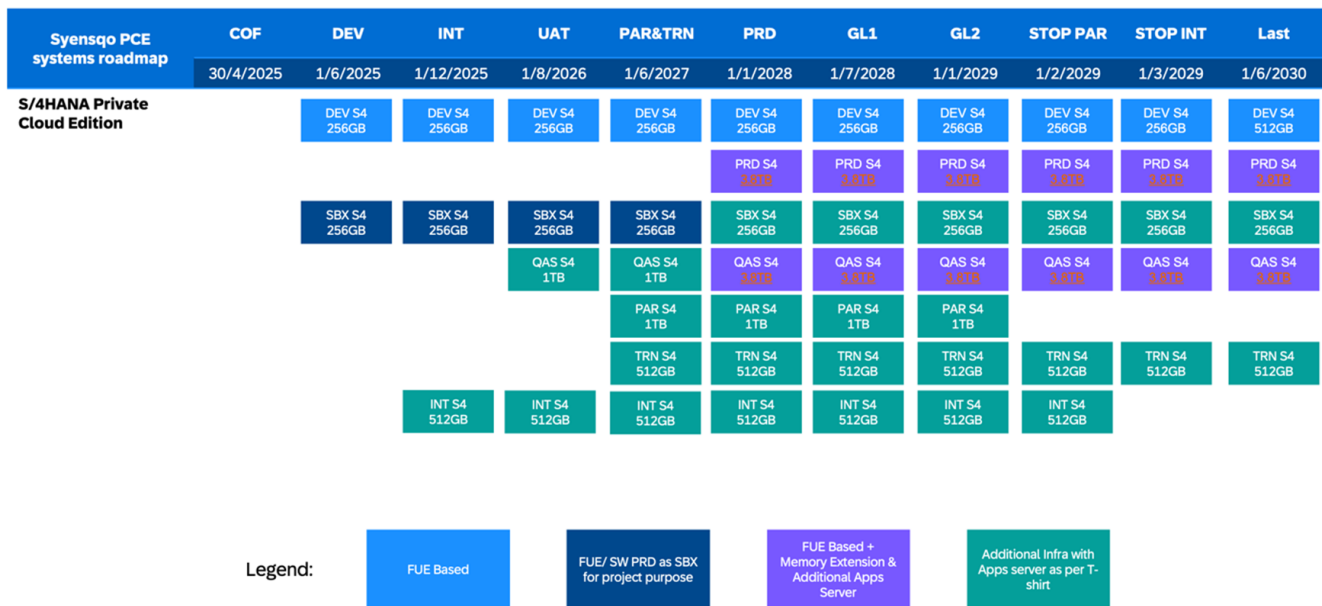 Syensqo PCE
systems roadmap
COF DEV INT UAT PAR&TRN PRD GL1 GL2 STOP PAR STOP INT Last
30/4/2025 1/6/2025 1/12/2025 1/8/2026 1/6/2027 1/1/2028 1/7/2028 1/1/2029 1/2/2029 1/3/2029 1/6/2030
S/4HANA Private
Cloud Edition
DEV S4 DEV S4 DEV S4 DEV S4 DEV S4 DEV S4 DEV S4 DEV S4 DEV S4 DEV S4
256GB 256GB 256GB 256GB 256GB 256GB 256GB 256GB 256GB 512GB
PRD S4 PRD S4 PRD S4 PRD S4 PRD S4 PRD S4
3.8TB 3.8TB 3.8TB 3.8TB 3.8TB 3.8TB
SBX S4 SBX S4 SBX S4 SBX S4 SBX S4 SBX S4 SBX S4 SBX S4 SBX S4 SBX S4
256GB 256GB 256GB 256GB 256GB 256GB 256GB 256GB 256GB 256GB
QAS S4 QAS S4 QAS S4 QAS S4 QAS S4 QAS S4 QAS S4 QAS S4
1TB 1TB 3.8TB 3.8TB 3.8TB 3.8TB 3.8TB 3.8TB
PAR S4 PAR S4 PAR S4 PAR S4
1TB 1TB 1TB 1TB
TRN S4 TRN S4 TRN S4 TRN S4 TRN S4 TRN S4 TRN S4
512GB 512GB 512GB 512GB 512GB 512GB 512GB
INT S4 INT S4 INT S4 INT S4 INT S4 INT S4 INT S4
512GB 512GB 512GB 512GB 512GB 512GB 512GB
Legend:
FUE Based
FUE/ SW PRD as SBX
for project purpose
FUE Based +
Memory Extension &
Additional Apps
Server
Additional Infra with
Apps server as per T-
shirt